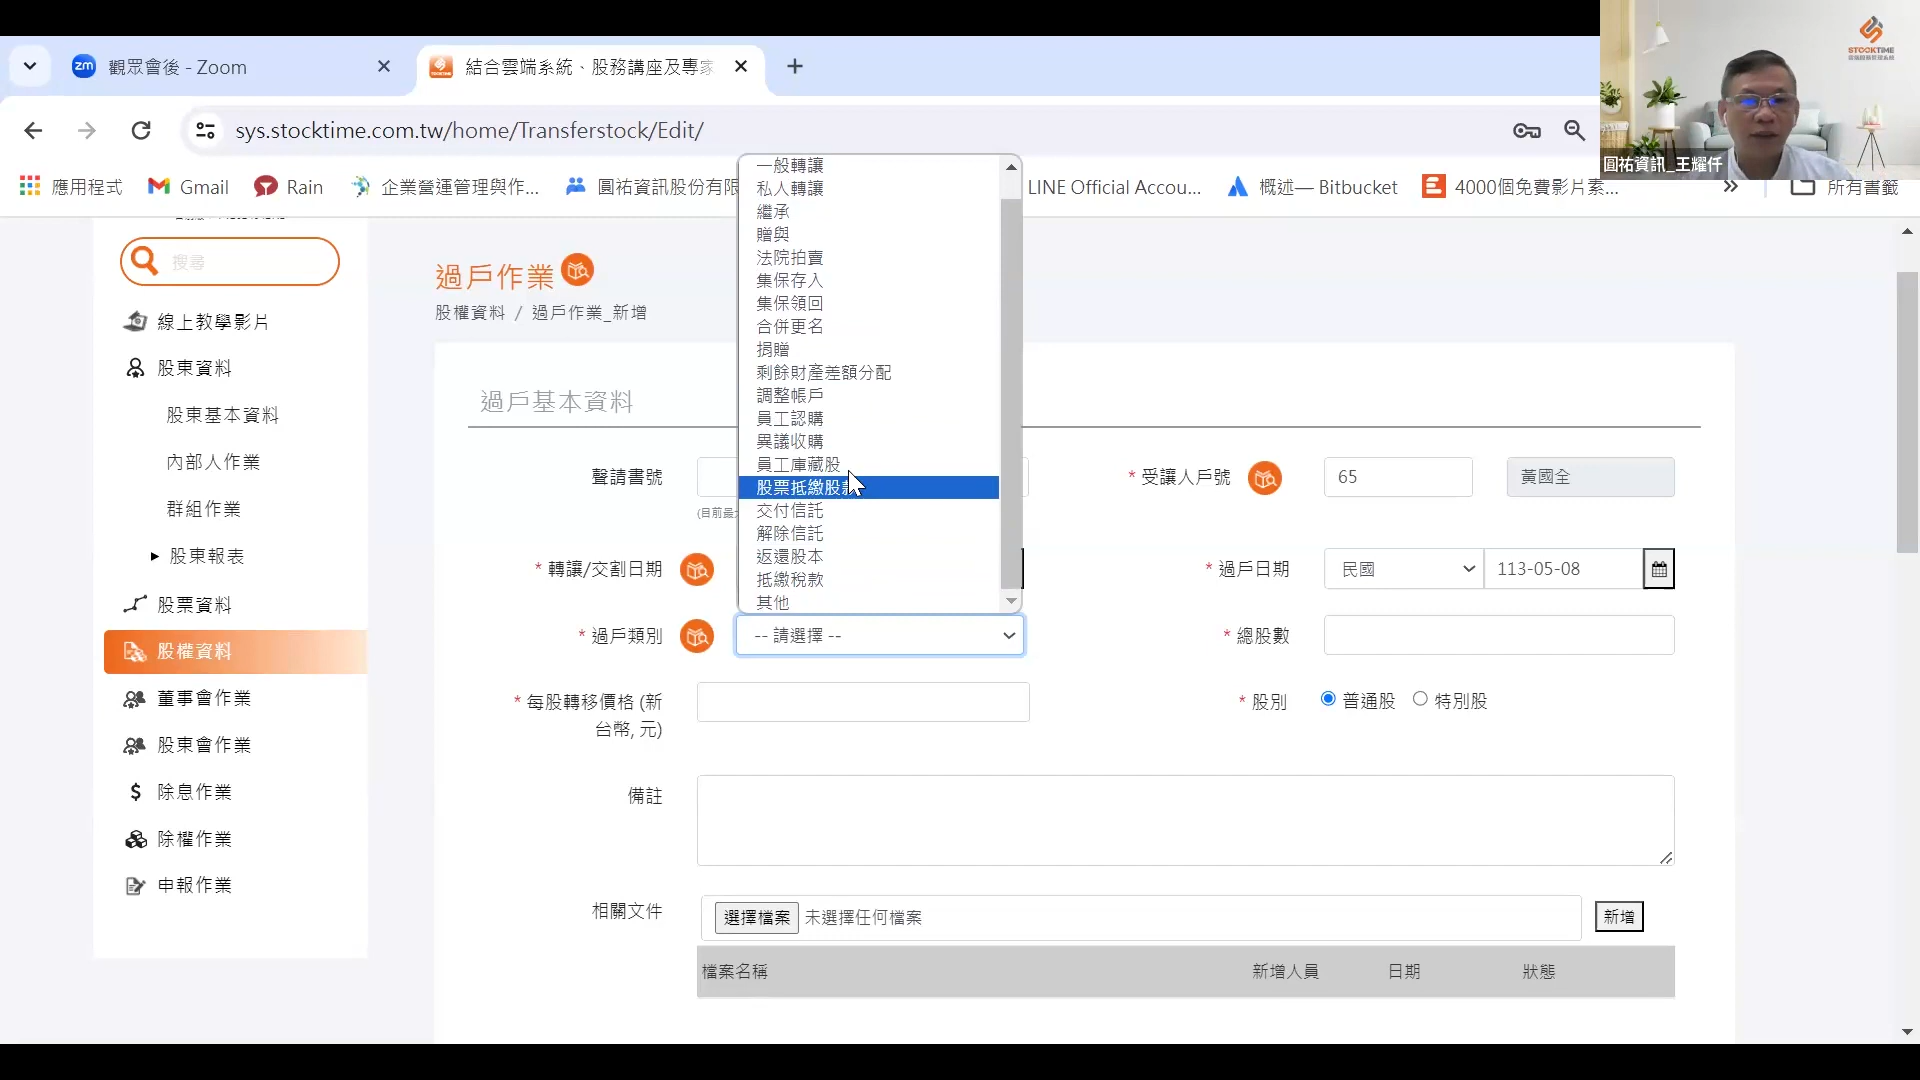 觀眾會後 - Zoom
結合雲端系統、股務講座及專家
sys.stocktime.com.tw/home/Transferstock/Edit/
應用程式
Gmail
Rain
企業營運管理與作...
圓祐資訊股份有限
LINE Official Accou...
概述— Bitbucket
4000個免費影片素...
所有書籤
STOCKTIME
圓祐資訊_王耀仟
搜尋
線上教學影片
股東資料
股東基本資料
內部人作業
群組作業
股東報表
股票資料
股權資料
董事會作業
股東會作業
除息作業
除權作業
申報作業
過戶作業
股權資料 / 過戶作業_新增
過戶基本資料
一般轉讓
私人轉讓
繼承
贈與
法院拍賣
集保存入
集保領回
合併更名
捐贈
剩餘財產差額分配
調整帳戶
員工認購
異議收購
員工庫藏股
股票抵繳股款
交付信託
解除信託
返還股本
抵繳稅款
其他
聲請書號
(目前最
* 受讓人戶號
65
黃國全
* 轉讓/交割日期
* 過戶日期
民國
113-05-08
* 過戶類別
-- 請選擇 --
* 總股數
* 每股轉移價格 (新
台幣, 元)
* 股別
普通股
特別股
備註
相關文件
選擇檔案 未選擇任何檔案
新增
檔案名稱
新增人員
日期
狀態